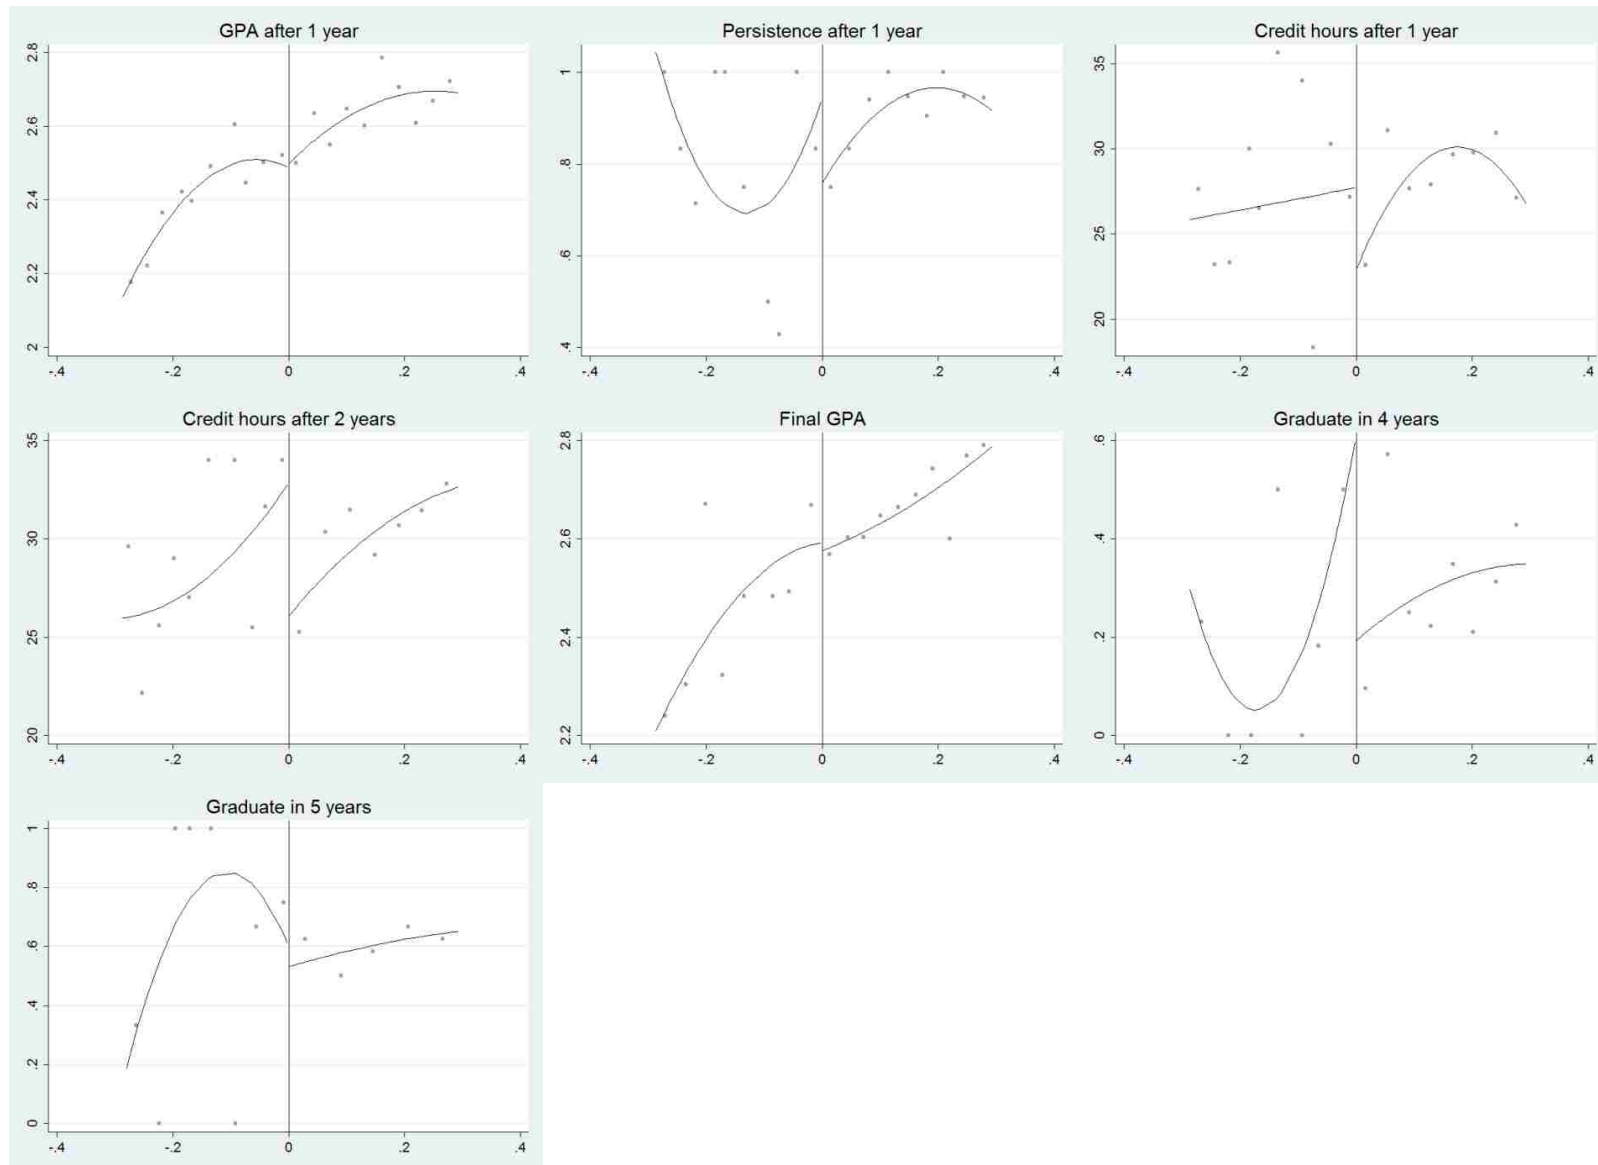 GPA after 1 year
2.8
2.6
2.4
2.2
2
-.4 -.2 0 .2 .4
Persistence after 1 year
1
.8
.6
.4
-.4 -.2 0 .2 .4
Credit hours after 1 year
35
30
25
20
-.4 -.2 0 .2 .4
Credit hours after 2 years
35
30
25
20
-.4 -.2 0 .2 .4
Final GPA
2.8
2.6
2.4
2.2
-.4 -.2 0 .2 .4
Graduate in 4 years
.6
.4
.2
0
-.4 -.2 0 .2 .4
Graduate in 5 years
1
.8
.6
.4
.2
0
-.4 -.2 0 .2 .4